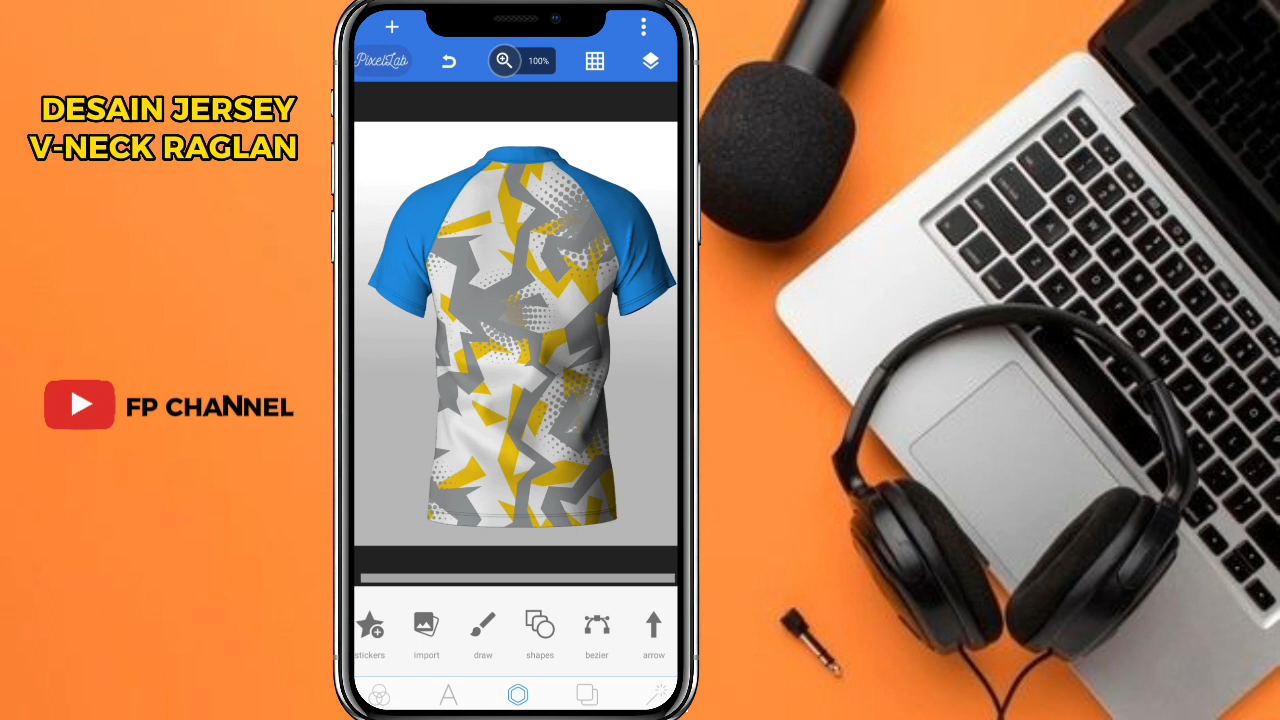 DESAIN JERSEY
V-NECK RAGLAN
FP CHANNEL
PixelLab
100%
stickers
import
draw
shapes
bezier
arrow